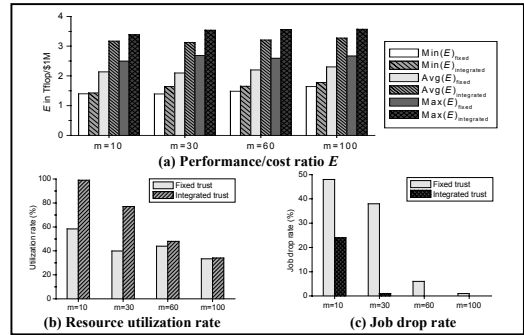 E in Tflop/$1M
4
3
2
1
0
m=10 m=30 m=60 m=100
Min(E)fixed
Min(E)integrated
Avg(E)fixed
Avg(E)integrated
Max(E)fixed
Max(E)integrated
(a) Performance/cost ratio E
Utilization rate (%)
100
80
60
40
20
0
Fixed trust
Integrated trust
m=10 m=30 m=60 m=100
(b) Resource utilization rate
Job drop rate (%)
50
40
30
20
10
0
Fixed trust
Integrated trust
m=10 m=30 m=60 m=100
(c) Job drop rate